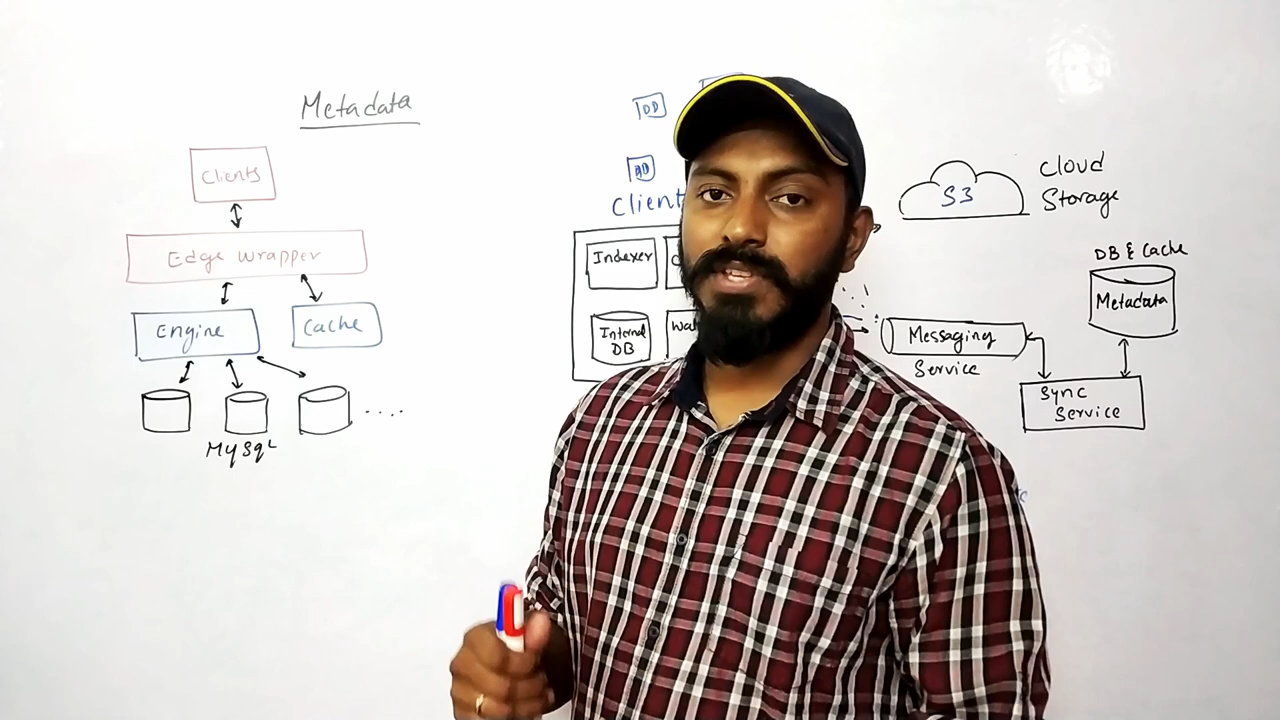 Metadata
Clients
Edge wrapper
Engine
Cache
MySql
....
DD
Client
Indexer
Internal
DB
S3
Cloud
Storage
DB & Cache
Metadata
Messaging
Service
Sync
Service